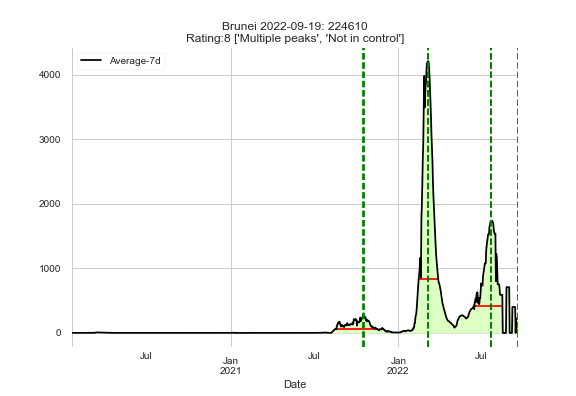 Brunei 2022-09-19: 224610
Rating:8 ['Multiple peaks', 'Not in control']
Average-7d
4000
3000
2000
1000
0
Jul
Jan
2021
Jul
Jan
2022
Jul
Date